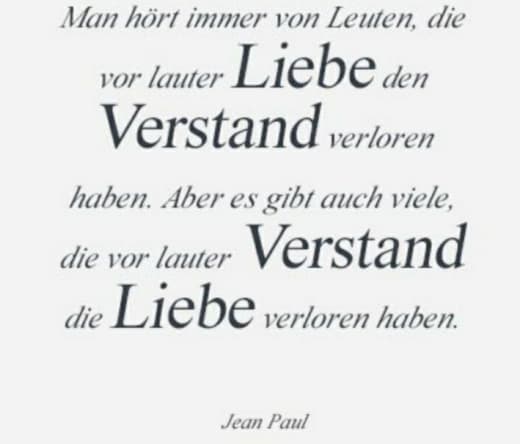 Man hört immer von Leuten, die
vor lauter Liebe den
Verstand verloren
haben. Aber es gibt auch viele,
die vor lauter Verstand
die Liebe verloren haben.
Jean Paul